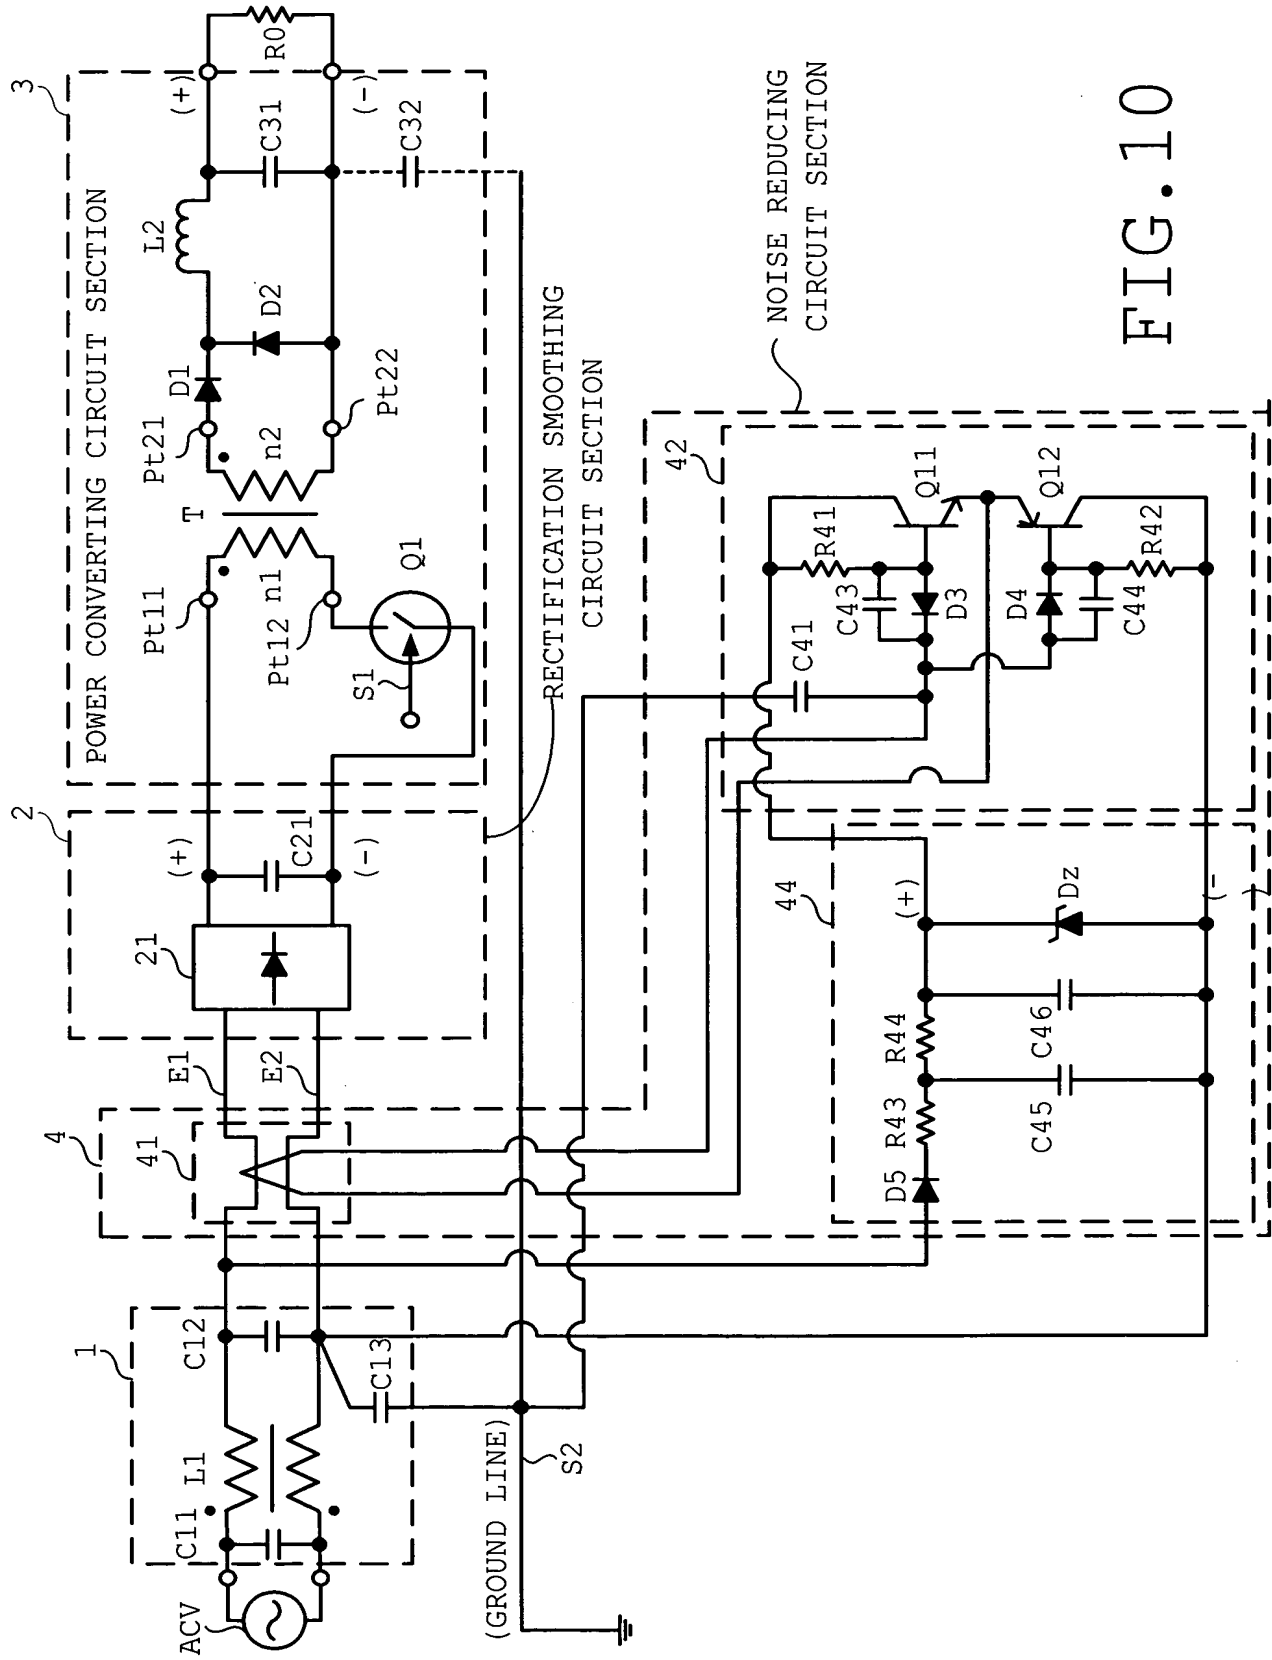 3
POWER CONVERTING CIRCUIT SECTION
Pt11
T
Pt21
D1
L2
(+)
R0
n1
n2
D2
C31
(-)
Pt12
Q1
S1
Pt22
C32
2
21
(+)
C21
(-)
RECTIFICATION SMOOTHING
CIRCUIT SECTION
4
41
E1
E2
1
ACV
C11
L1
C12
C13
(GROUND LINE)
S2
NOISE REDUCING
CIRCUIT SECTION
42
C41
C43
R41
Q11
D3
D4
Q12
C44
R42
44
D5
R43
R44
(+)
C45
C46
Dz
(-)
FIG.10